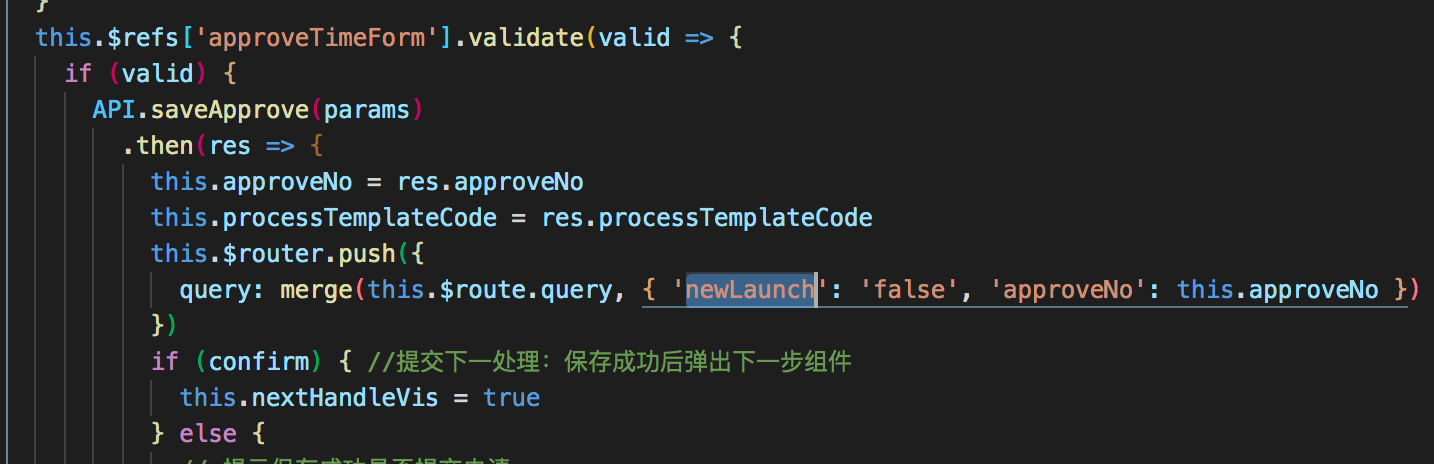 }
this.$refs['approveTimeForm'].validate(valid => {
if (valid) {
API.saveApprove(params)
.then(res => {
this.approveNo = res.approveNo
this.processTemplateCode = res.processTemplateCode
this.$router.push({
query: merge(this.$route.query, { 'newLaunch': 'false', 'approveNo': this.approveNo })
})
if (confirm) { //提交下一处理：保存成功后弹出下一步组件
this.nextHandleVis = true
} else {